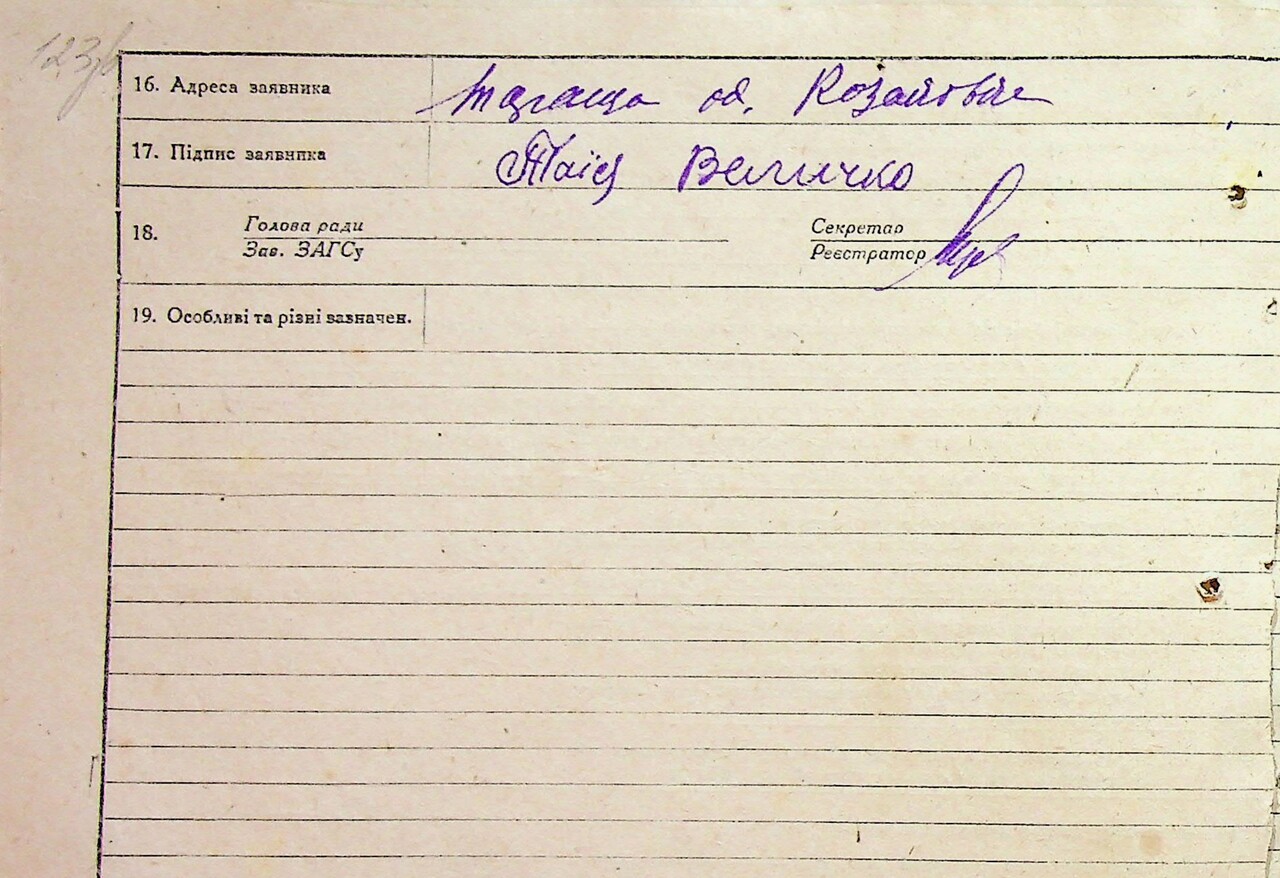 16. Адреса заявника Тараща
17. Підпис заявника Таїся Величко
18. Голова ради Секретар
Зав. ЗАГСу Реєстратор
19. Особливі та різні зазначен.